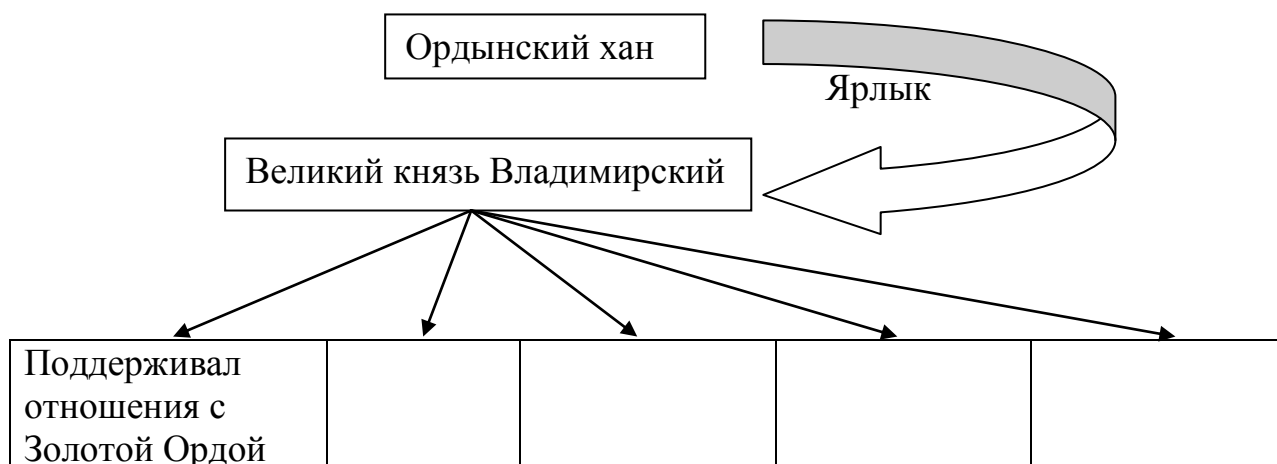 Ордынский хан
Ярлык
Великий князь Владимирский
Поддерживал
отношения с
Золотой Ордой